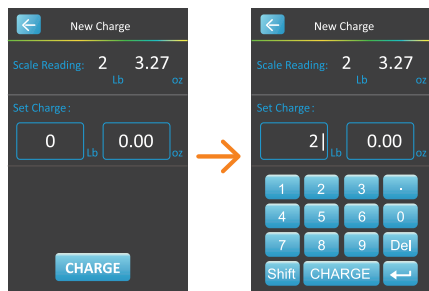 New Charge
Scale Reading: 2 Lb 3.27 oz
Set Charge:
0 Lb 0.00 oz
CHARGE
New Charge
Scale Reading: 2 Lb 3.27 oz
Set Charge:
2 Lb 0.00 oz
1 2 3 .
4 5 6 0
7 8 9 Del
Shift CHARGE